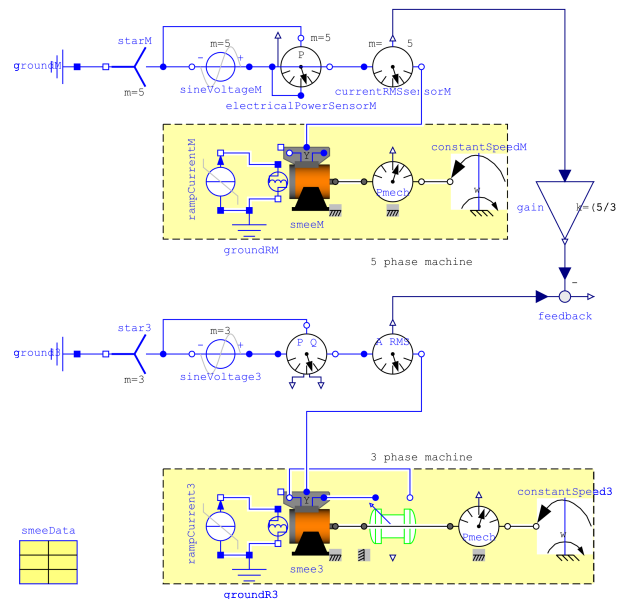 starM
m=5
m=5
P
m= 5
groundM
- +
m=5
sineVoltageM
currentRMSsensorM
electricalPowerSensorM
constantSpeedM
rampCurrentM
Y
Pmech
w
smeeM
groundRM
gain
k=(5/3
5 phase machine
-
feedback
star3
m=3
P Q
A RMS
ground3
- +
m=3
sineVoltage3
3 phase machine
constantSpeed3
rampCurrent3
Y
Pmech
w
smeeData
smee3
groundR3